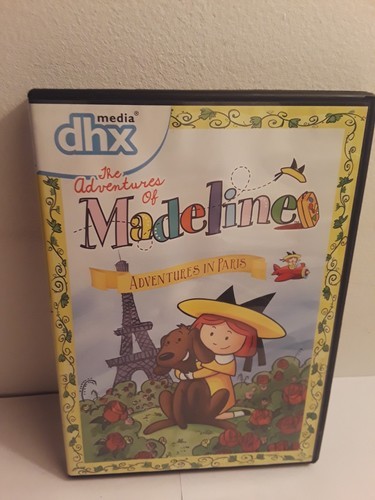 media
dhx
The
Adventures
Of
Madeline
ADVENTURES IN PARIS